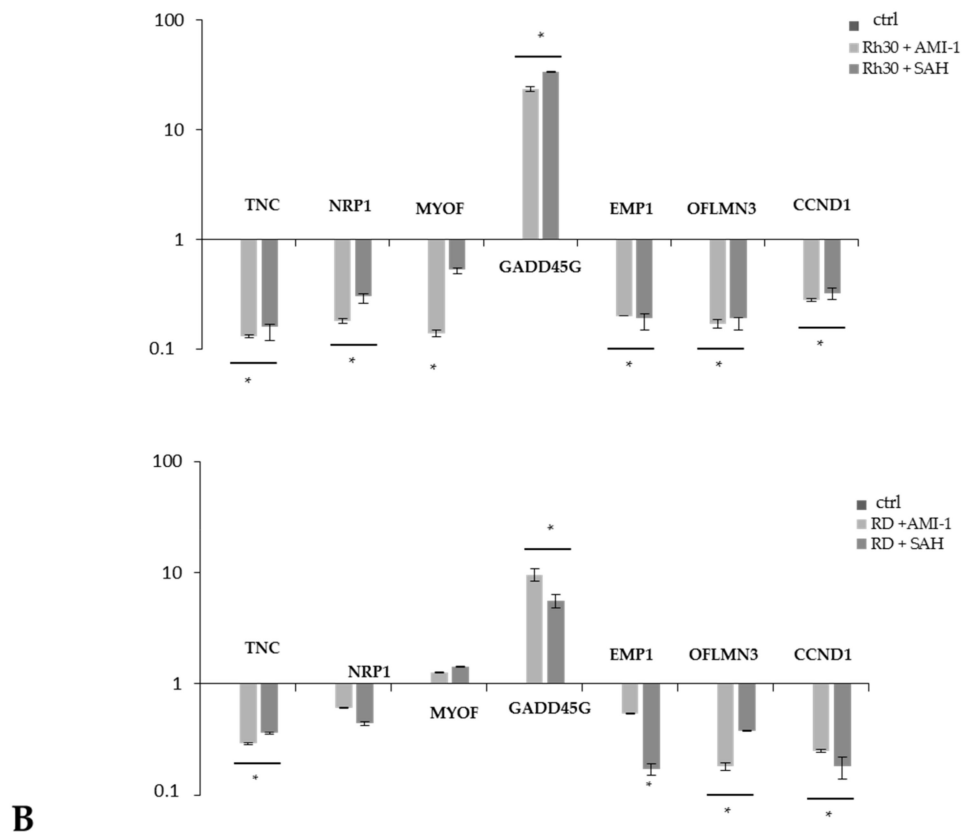 100
ctrl
Rh30 + AMI-1
Rh30 + SAH
*
10
TNC NRP1 MYOF EMP1 OFLMN3 CCND1
1
GADD45G
0.1
* * * * * *
100
ctrl
RD +AMI-1
RD + SAH
*
10
TNC NRP1 EMP1 OFLMN3 CCND1
1
MYOF GADD45G
0.1
* * * *
B